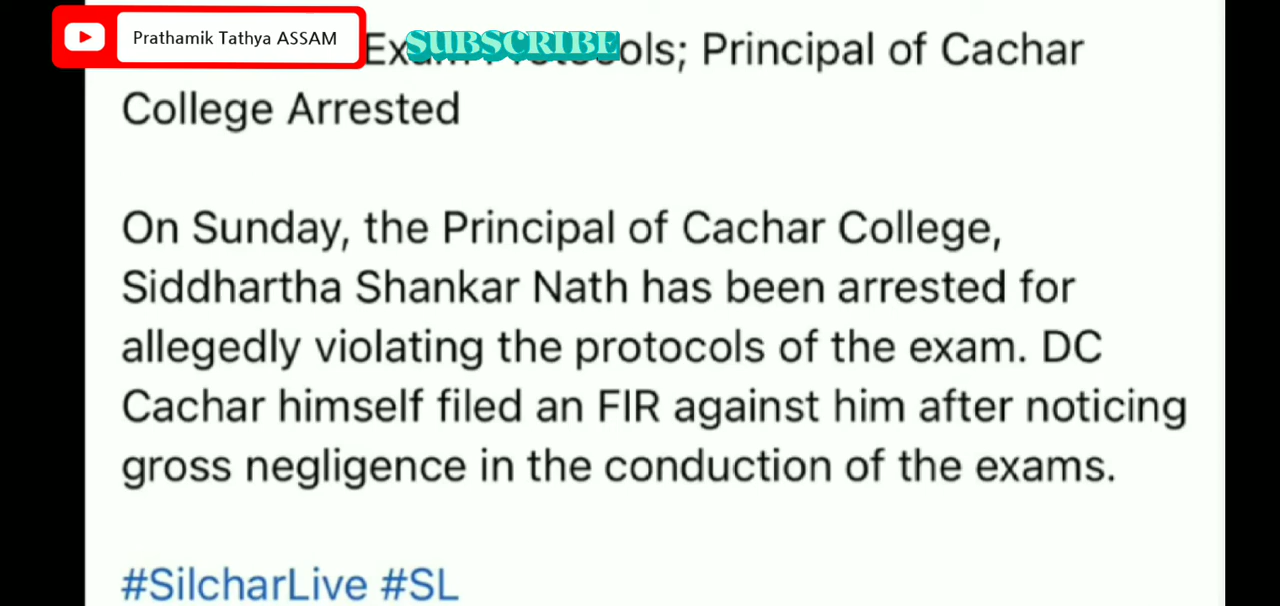 Prathamik Tathya ASSAM
SUBSCRIBE
Exam Protocols; Principal of Cachar
College Arrested
On Sunday, the Principal of Cachar College,
Siddhartha Shankar Nath has been arrested for
allegedly violating the protocols of the exam. DC
Cachar himself filed an FIR against him after noticing
gross negligence in the conduction of the exams.
#SilcharLive #SL